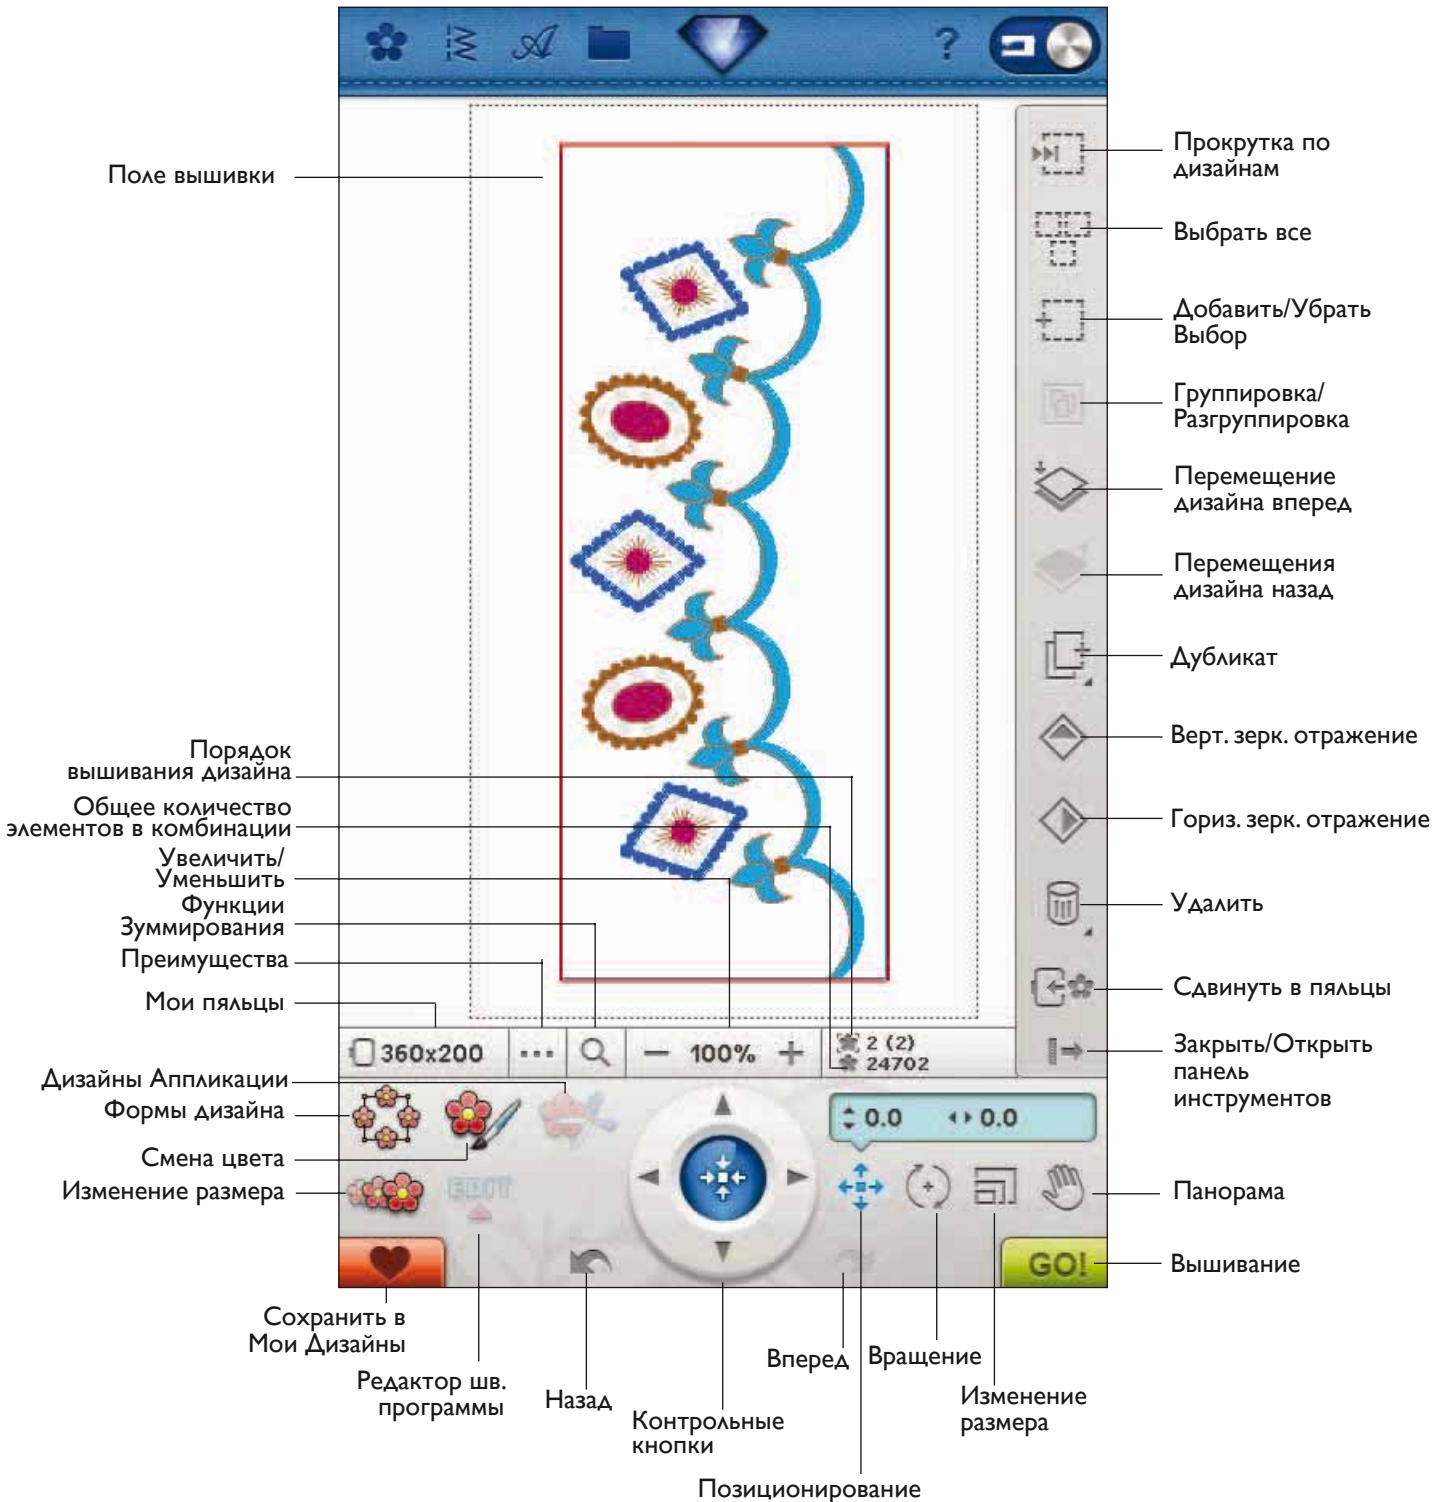 ?
Поле вышивки
Прокрутка по
дизайнам
Выбрать все
Добавить/Убрать
Выбор
Группировка/
Разгруппировка
Перемещение
дизайна вперед
Перемещения
дизайна назад
Дубликат
Верт. зерк. отражение
Гориз. зерк. отражение
Удалить
Сдвинуть в пяльцы
Закрыть/Открыть
панель
инструментов
Порядок
вышивания дизайна
Общее количество
элементов в комбинации
Увеличить/
Уменьшить
Функции
Зуммирования
Преимущества
Мои пяльцы
360x200
100%
2 (2)
24702
Дизайны Аппликации
Формы дизайна
Смена цвета
Изменение размера
EDIT
0.0
0.0
GO!
Панорама
Вышивание
Сохранить в
Мои Дизайны
Редактор шв.
программы
Назад
Контрольные
кнопки
Вперед
Вращение
Изменение
размера
Позиционирование